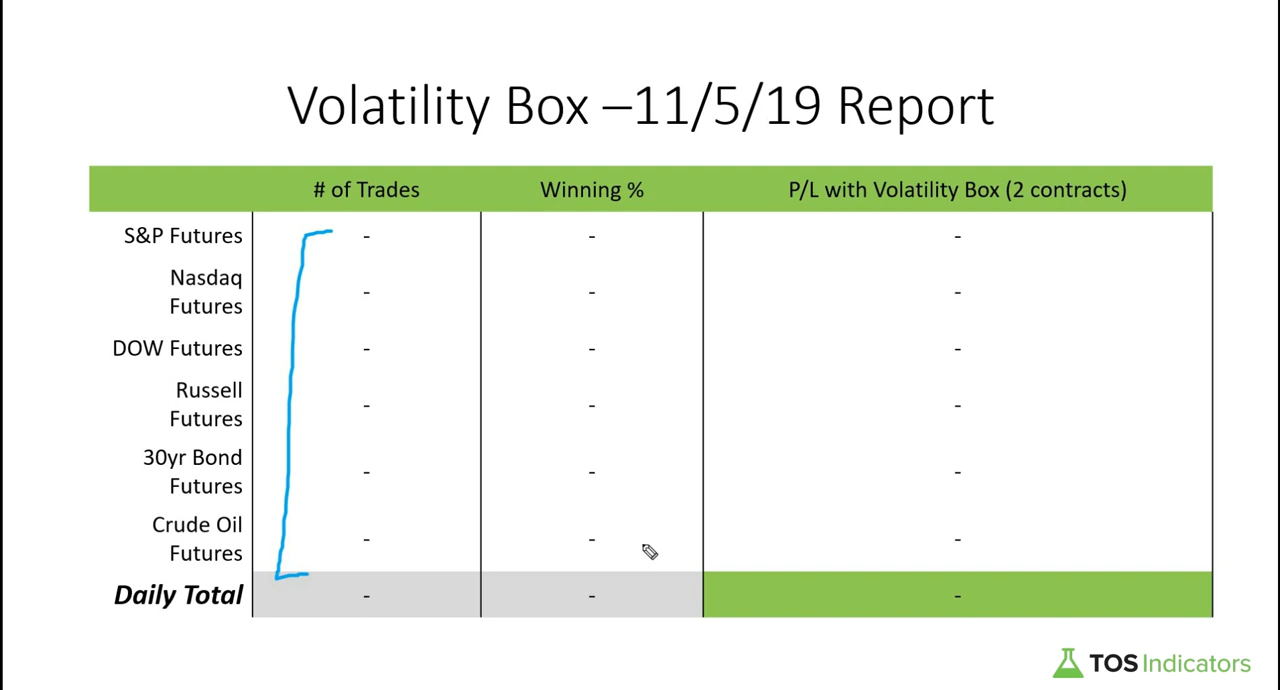 Volatility Box –11/5/19 Report
# of Trades Winning % P/L with Volatility Box (2 contracts)
S&P Futures - - -
Nasdaq
Futures - - -
DOW Futures - - -
Russell
Futures - - -
30yr Bond
Futures - - -
Crude Oil
Futures - - -
Daily Total - - -
TOS Indicators